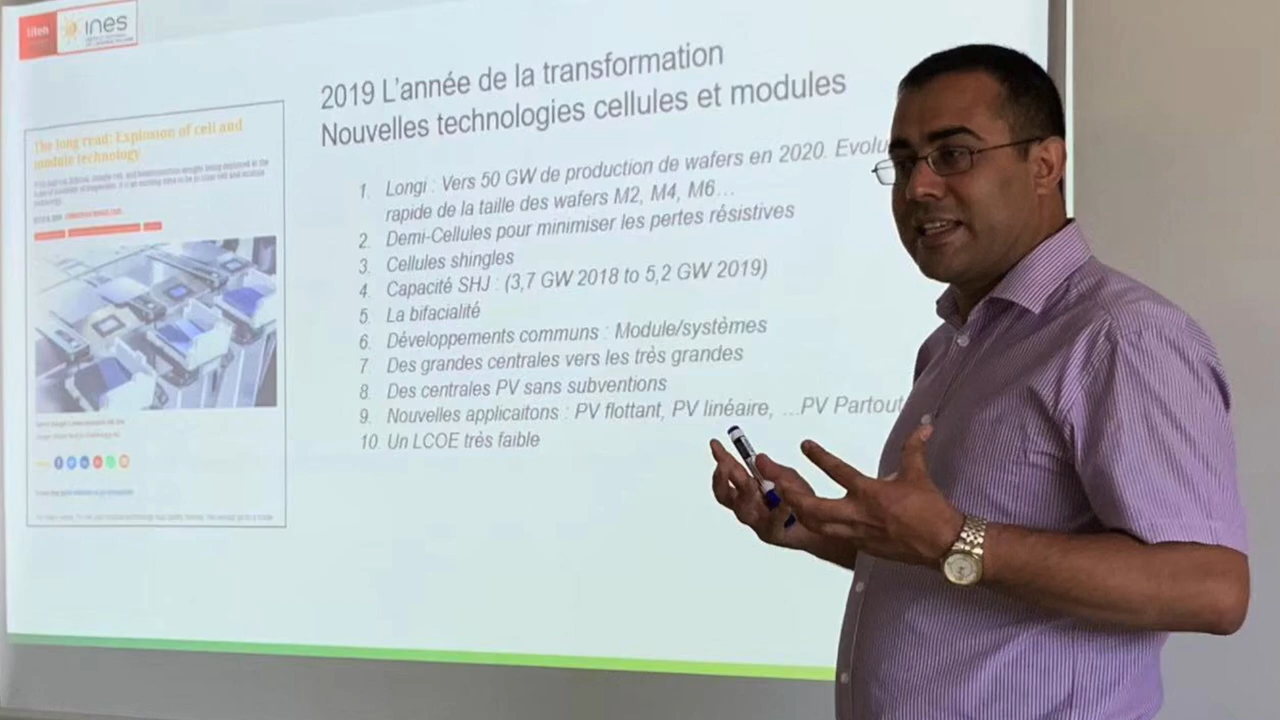 liten
ines
The long read: Explosion of cell and
module technology
2019 L'année de la transformation
Nouvelles technologies cellules et modules
1. Longi : Vers 50 GW de production de wafers en 2020. Evolu
rapide de la taille des wafers M2, M4, M6…
2. Demi-Cellules pour minimiser les pertes résistives
3. Cellules shingles
4. Capacité SHJ : (3,7 GW 2018 to 5,2 GW 2019)
5. La bifacialité
6. Développements communs : Module/systèmes
7. Des grandes centrales vers les très grandes
8. Des centrales PV sans subventions
9. Nouvelles applicaitons : PV flottant, PV linéaire, …PV Partout
10. Un LCOE très faible